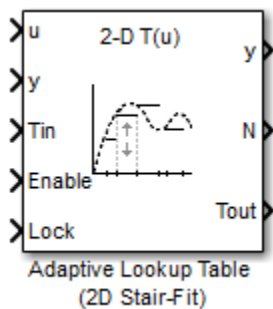 u
2-D T(u)
y
y
Tin
N
Enable
Tout
Lock
Adaptive Lookup Table
(2D Stair-Fit)